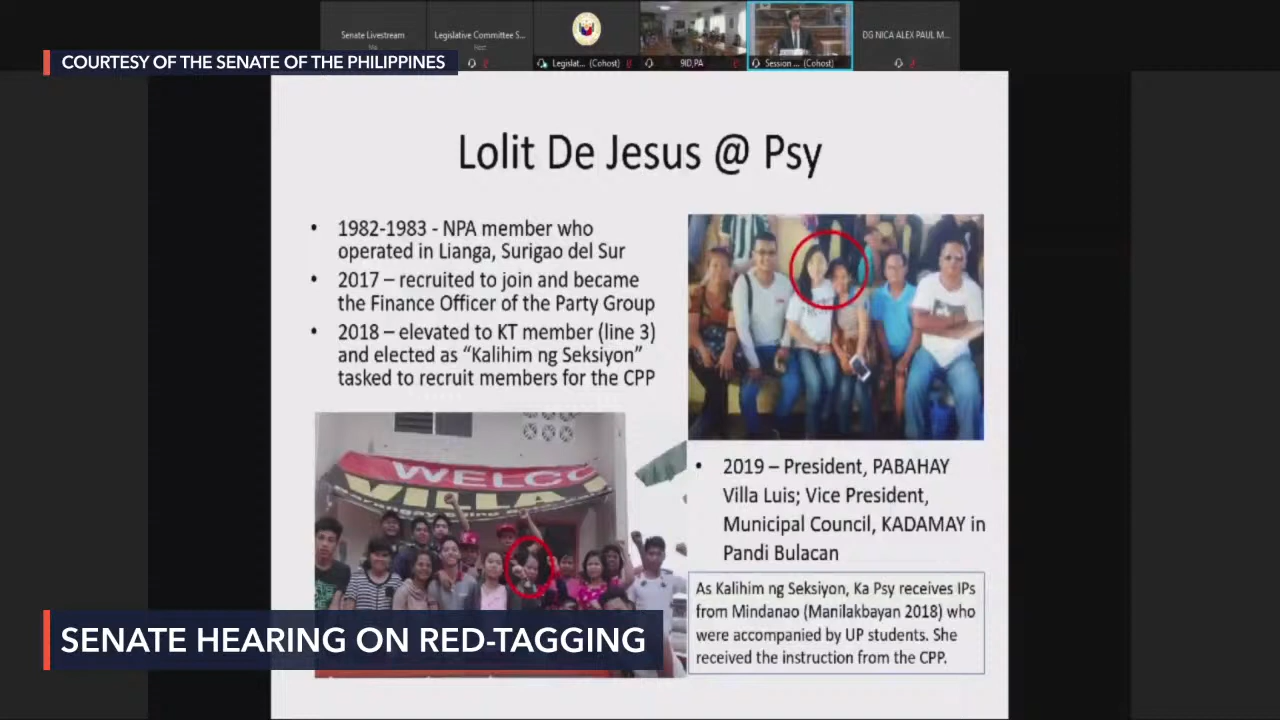 Senate Livestream
Legislative Committee S...
DG NICA ALEX PAUL M...
Legislat... (Cohost)
9ID,PA
Session ... (Cohost)
COURTESY OF THE SENATE OF THE PHILIPPINES
Lolit De Jesus @ Psy
• 1982-1983 - NPA member who
operated in Lianga, Surigao del Sur
• 2017 – recruited to join and became
the Finance Officer of the Party Group
• 2018 – elevated to KT member (line 3)
and elected as “Kalihim ng Seksiyon”
tasked to recruit members for the CPP
WELCO
VILLA
• 2019 – President, PABAHAY
Villa Luis; Vice President,
Municipal Council, KADAMAY in
Pandi Bulacan
As Kalihim ng Seksiyon, Ka Psy receives IPs
from Mindanao (Manilakbayan 2018) who
were accompanied by UP students. She
received the instruction from the CPP.
SENATE HEARING ON RED-TAGGING